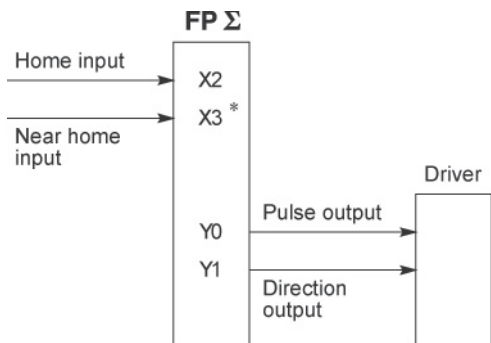 FP Σ
Home input
X2
X3 *
Near home
input
Driver
Y0
Pulse output
Y1
Direction
output